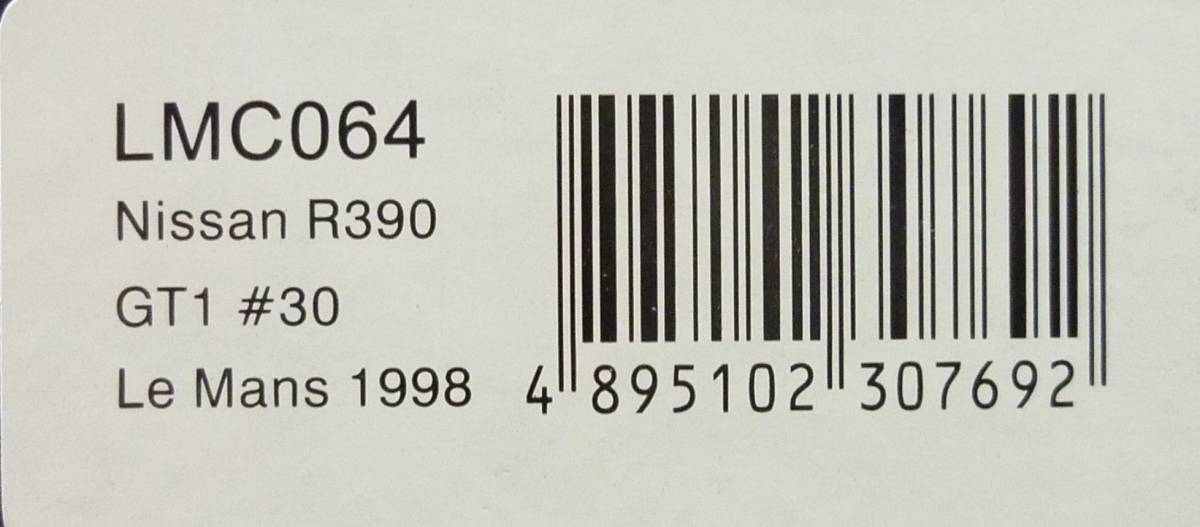 LMC064
Nissan R390
GT1 #30
Le Mans 1998
4 895102 307692